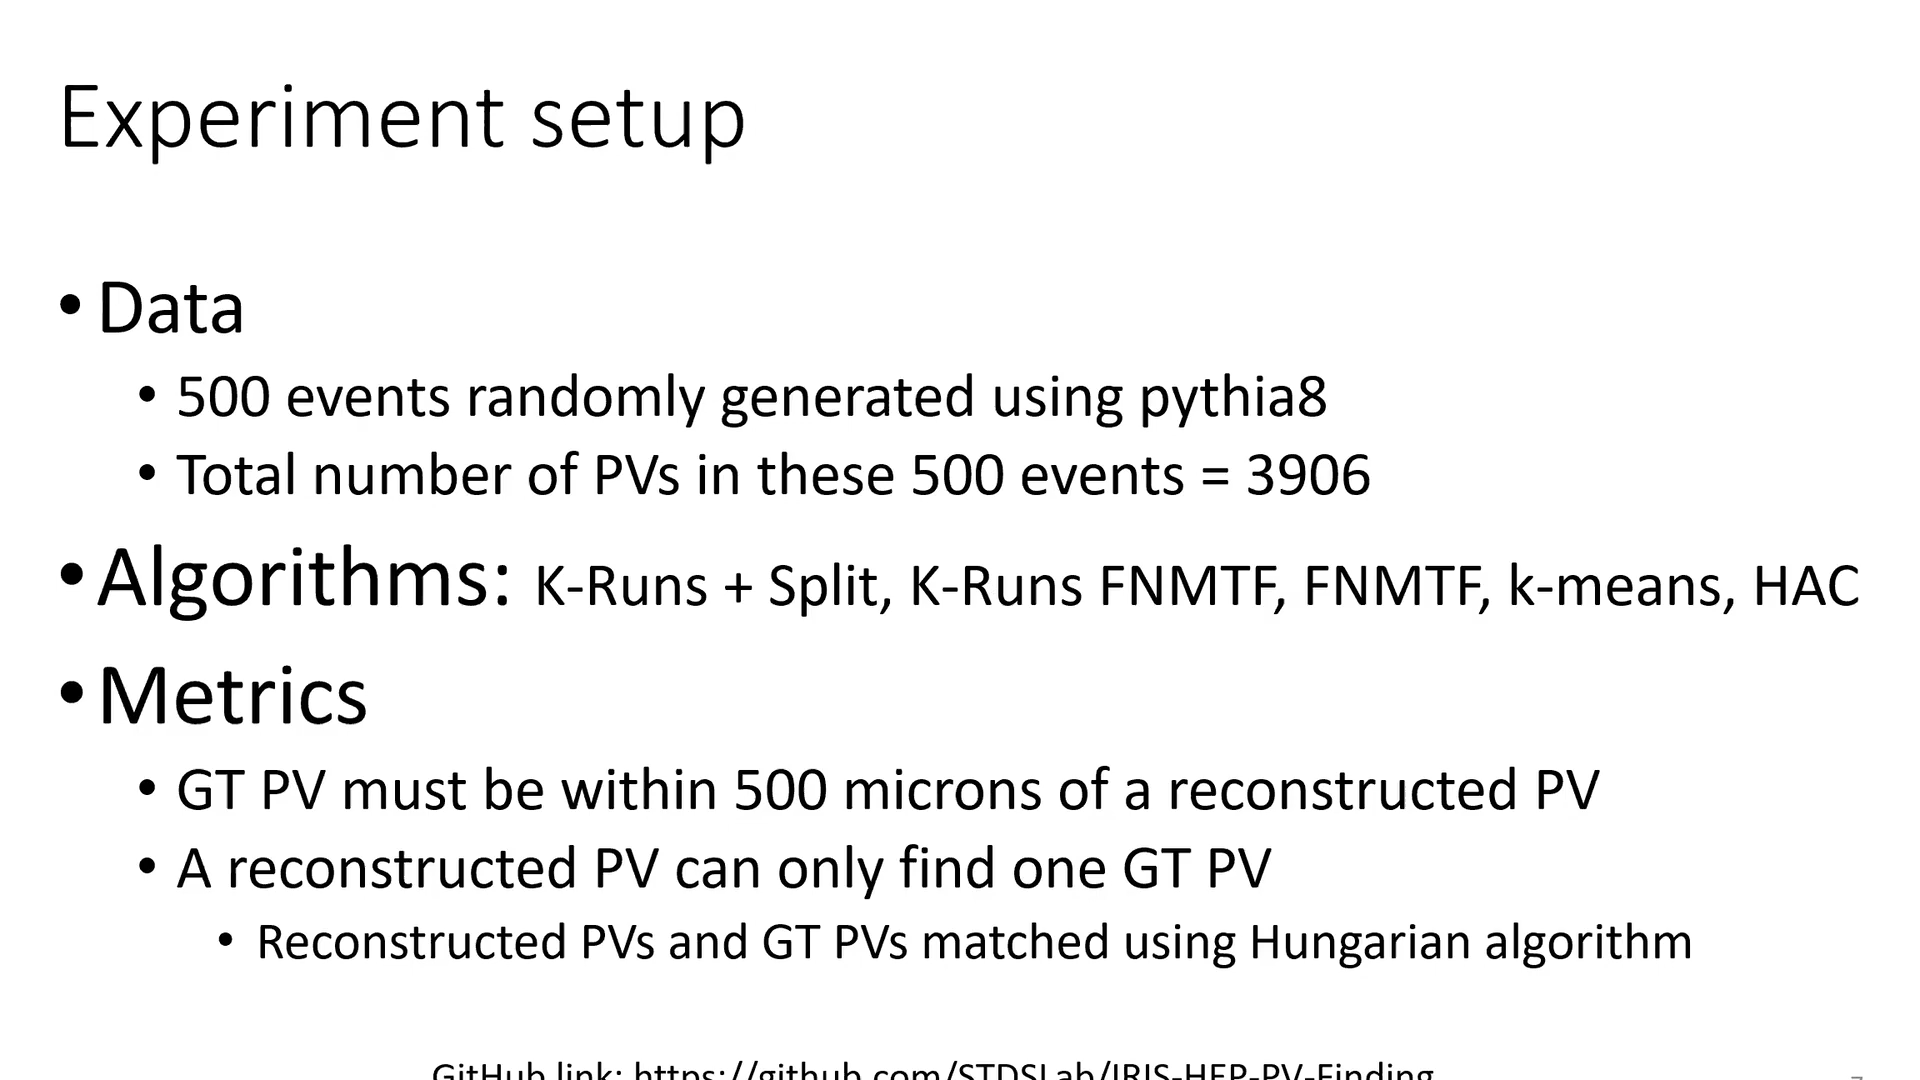 Experiment setup
• Data
• 500 events randomly generated using pythia8
• Total number of PVs in these 500 events = 3906
• Algorithms: K-Runs + Split, K-Runs FNMTF, FNMTF, k-means, HAC
• Metrics
• GT PV must be within 500 microns of a reconstructed PV
• A reconstructed PV can only find one GT PV
• Reconstructed PVs and GT PVs matched using Hungarian algorithm
GitHub link: https://github.com/STDSLab/IRIS-HEP-PV-Finding